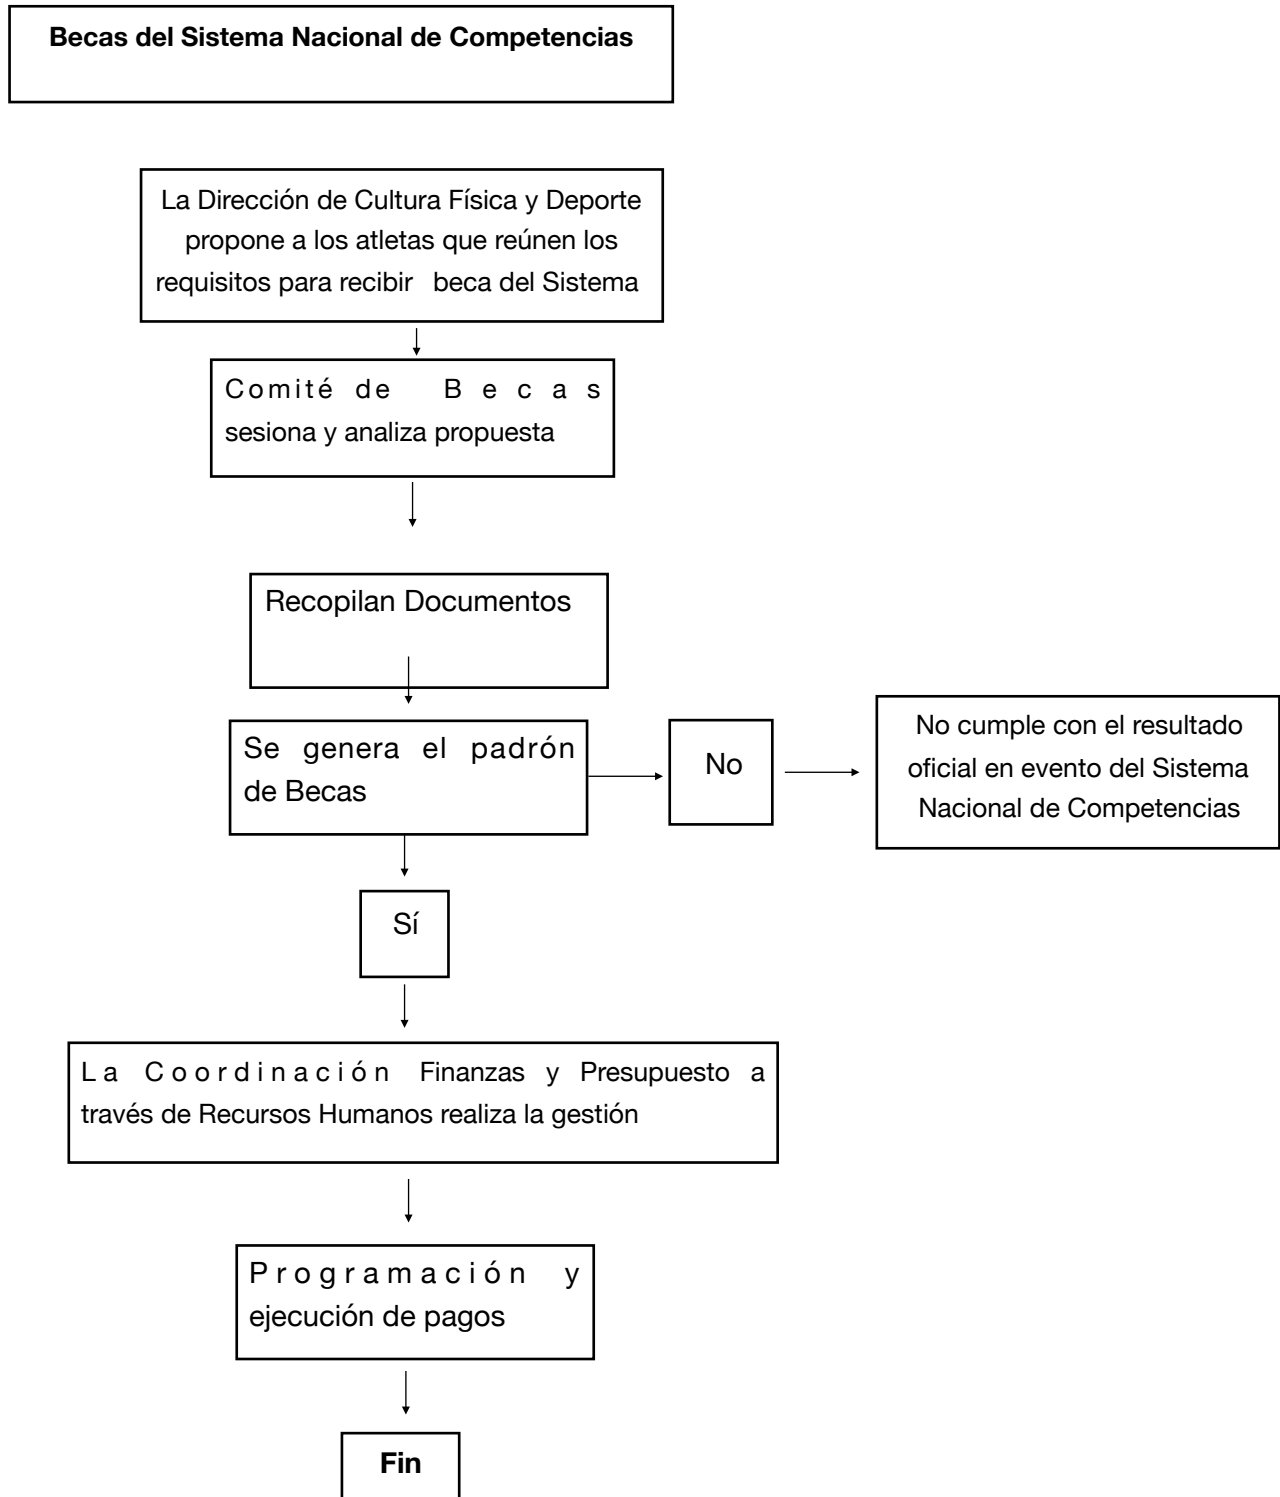 Becas del Sistema Nacional de Competencias
La Dirección de Cultura Física y Deporte
propone a los atletas que reúnen los
requisitos para recibir beca del Sistema
Comité de Becas
sesiona y analiza propuesta
Recopilan Documentos
Se genera el padrón
de Becas
No
No cumple con el resultado
oficial en evento del Sistema
Nacional de Competencias
Sí
La Coordinación Finanzas y Presupuesto a
través de Recursos Humanos realiza la gestión
Programación y
ejecución de pagos
Fin